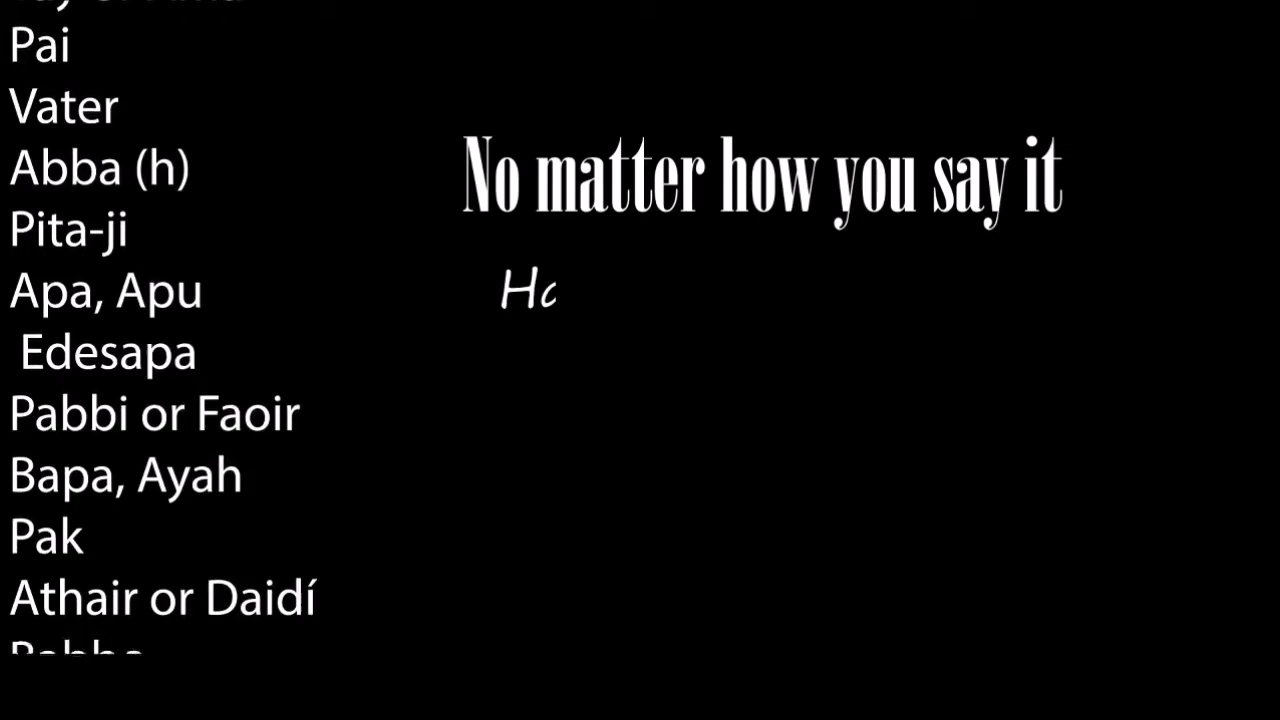 Pai
Vater
Abba (h)
Pita-ji
Apa, Apu
Edesapa
Pabbi or Faoir
Bapa, Ayah
Pak
Athair or Daidí
No matter how you say it